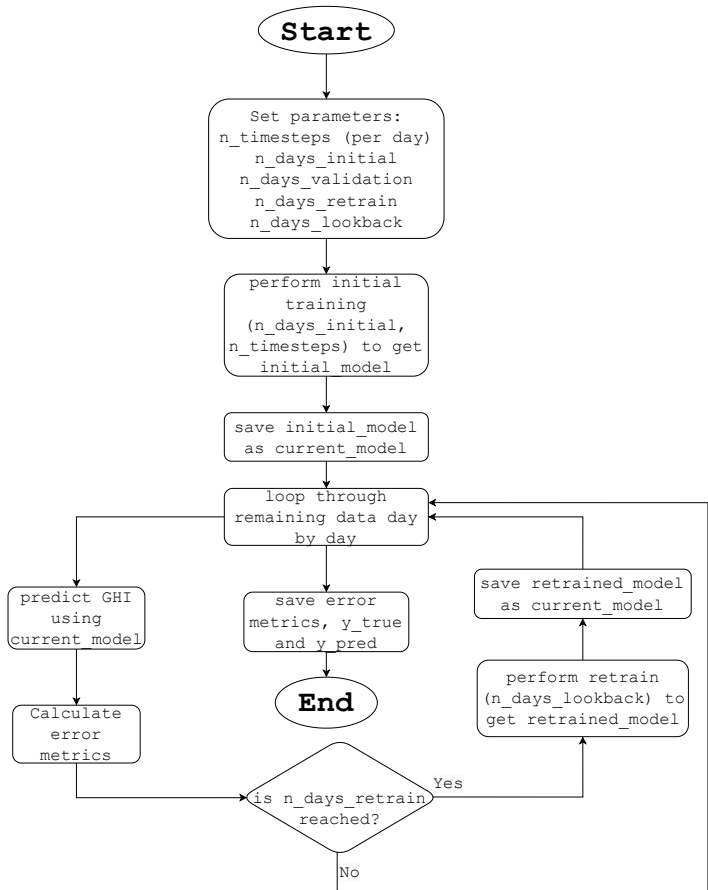 Start
Set parameters:
n_timesteps (per day)
n_days_initial
n_days_validation
n_days_retrain
n_days_lookback
perform initial
training
(n_days_initial,
n_timesteps) to get
initial_model
save initial_model
as current_model
loop through
remaining data day
by day
predict GHI
using
current_model
save error
metrics, y_true
and y_pred
save retrained_model
as current_model
End
perform retrain
(n_days_lookback) to
get retrained_model
Calculate
error
metrics
is n_days_retrain
reached?
Yes
No